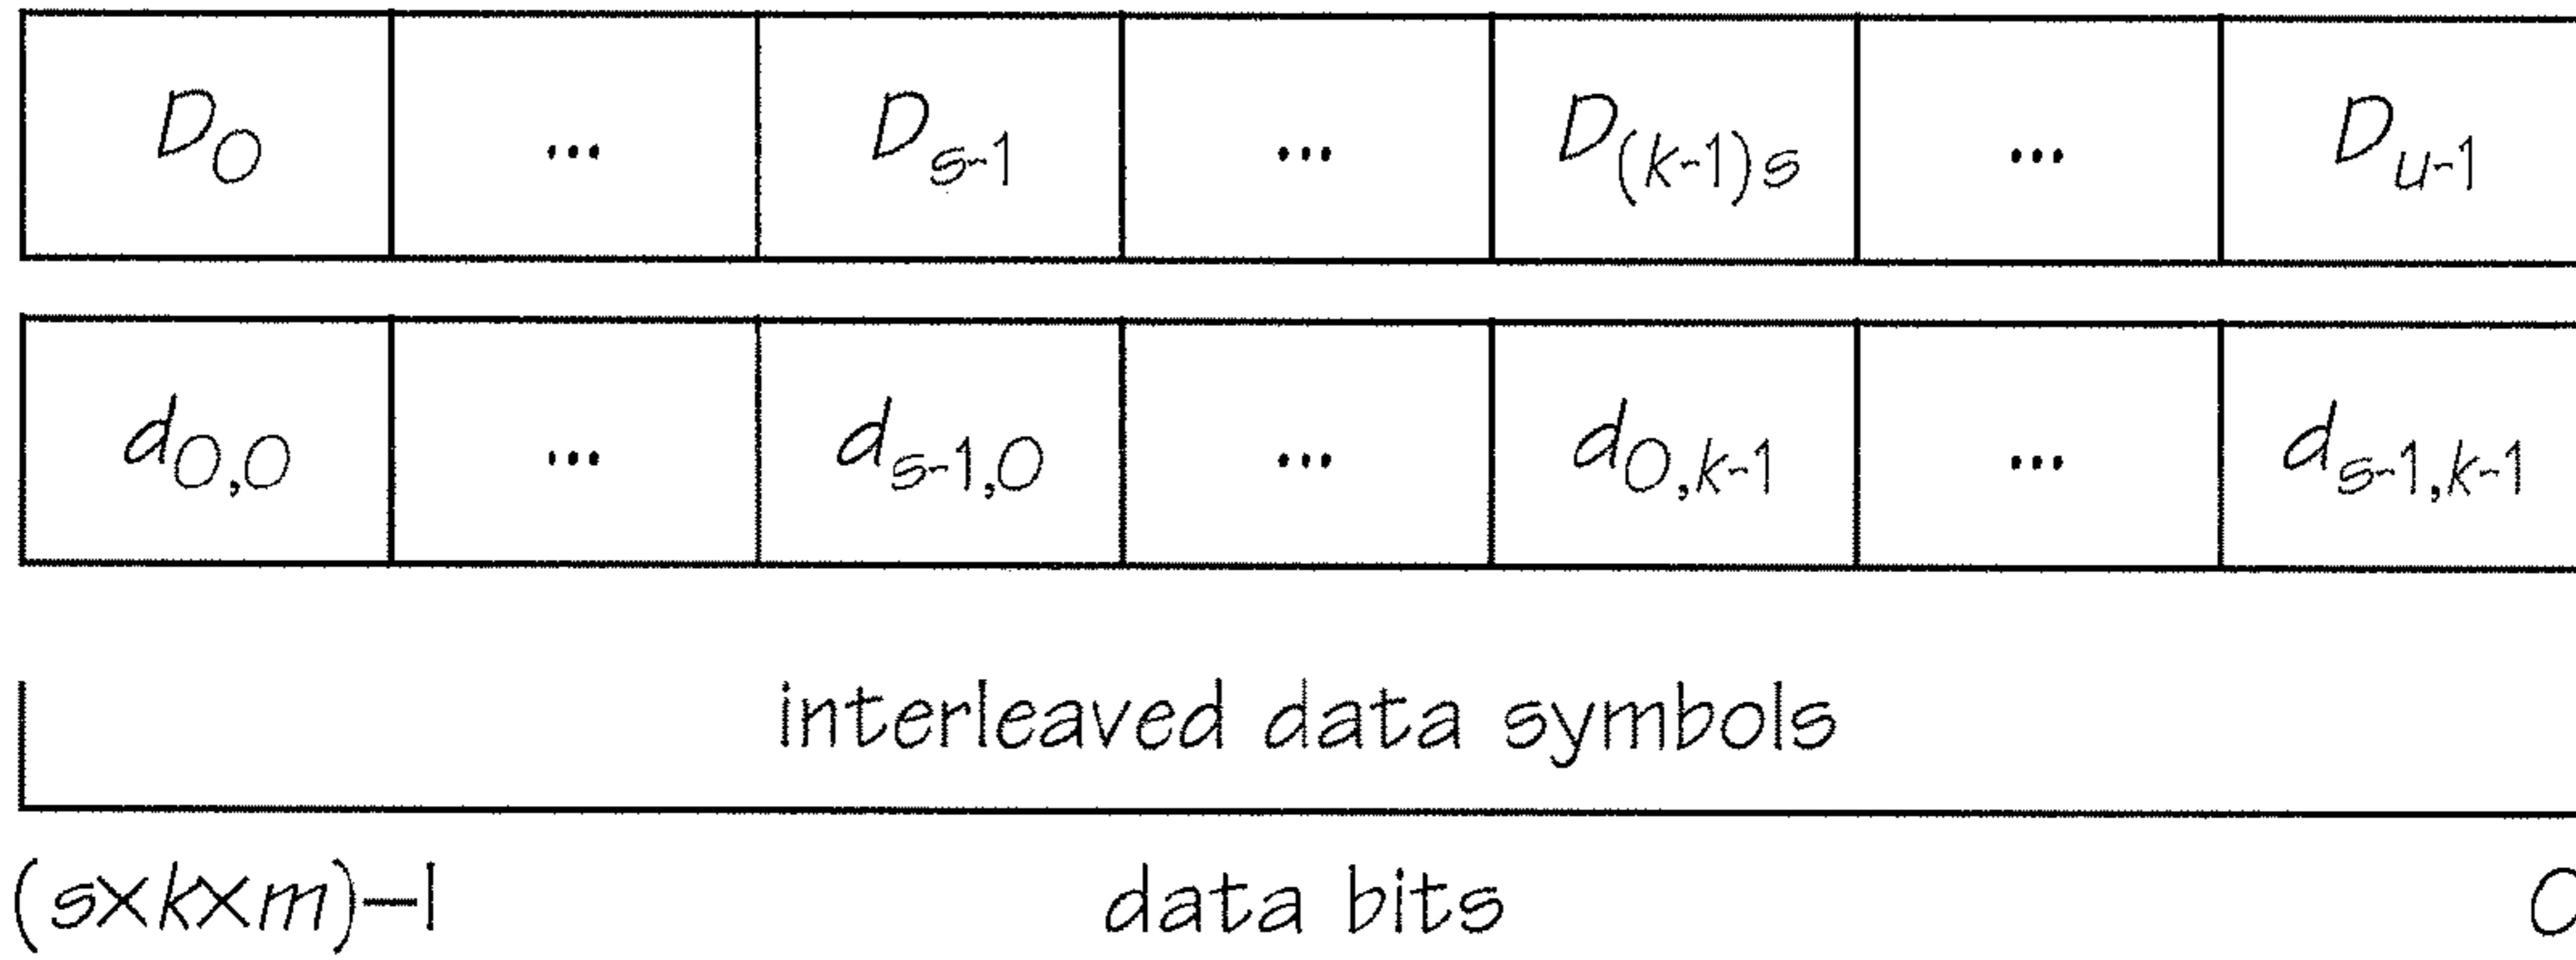 D0 ... Ds-1 ... D(k-1)s ... Du-1
d0,0 ... ds-1,0 ... d0,k-1 ... ds-1,k-1
interleaved data symbols
(s×k×m)–1 data bits 0